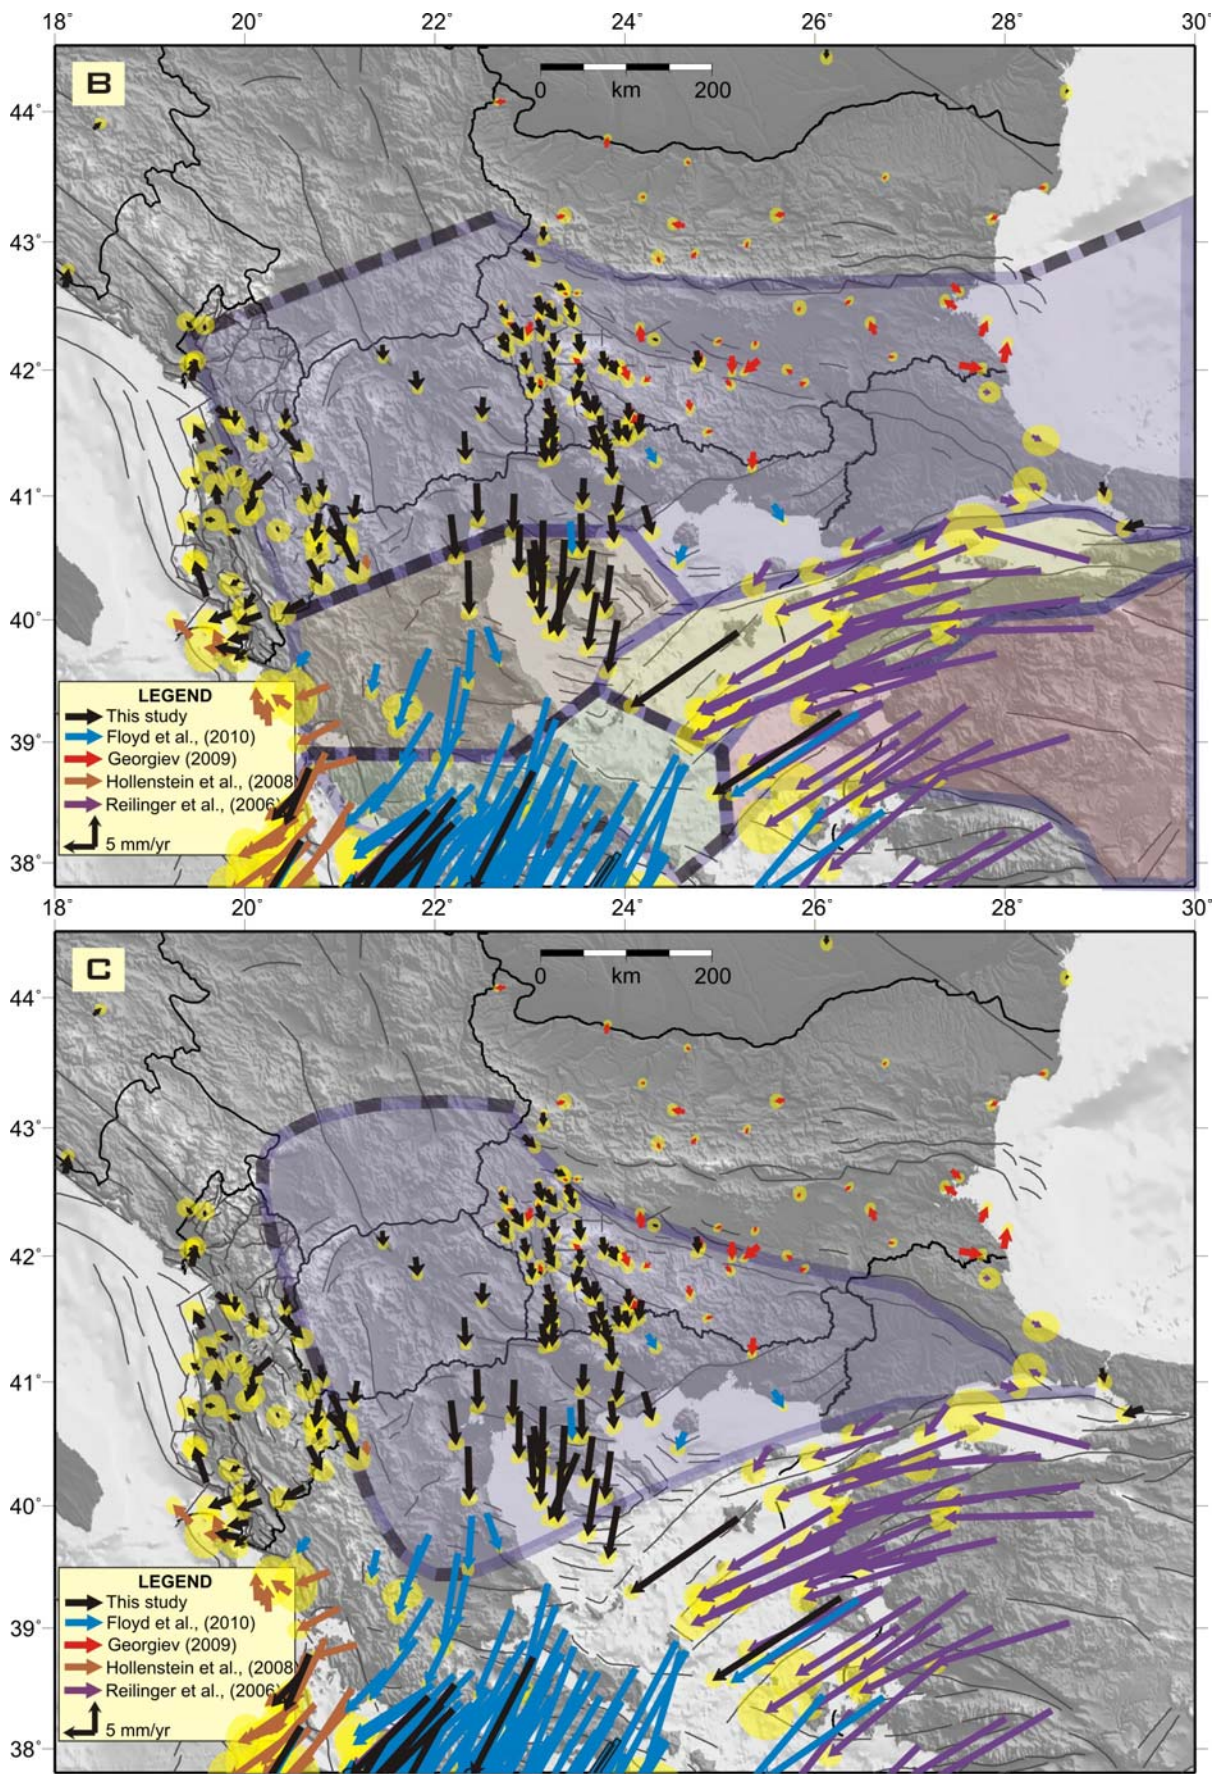 18° 20° 22° 24° 26° 28° 30°
B
0 km 200
44°
43°
42°
41°
40°
39°
38°
LEGEND
This study
Floyd et al., (2010)
Georgiev (2009)
Hollenstein et al., (2008)
Reilinger et al., (2006)
5 mm/yr
18° 20° 22° 24° 26° 28° 30°
C
0 km 200
44°
43°
42°
41°
40°
39°
38°
LEGEND
This study
Floyd et al., (2010)
Georgiev (2009)
Hollenstein et al., (2008)
Reilinger et al., (2006)
5 mm/yr